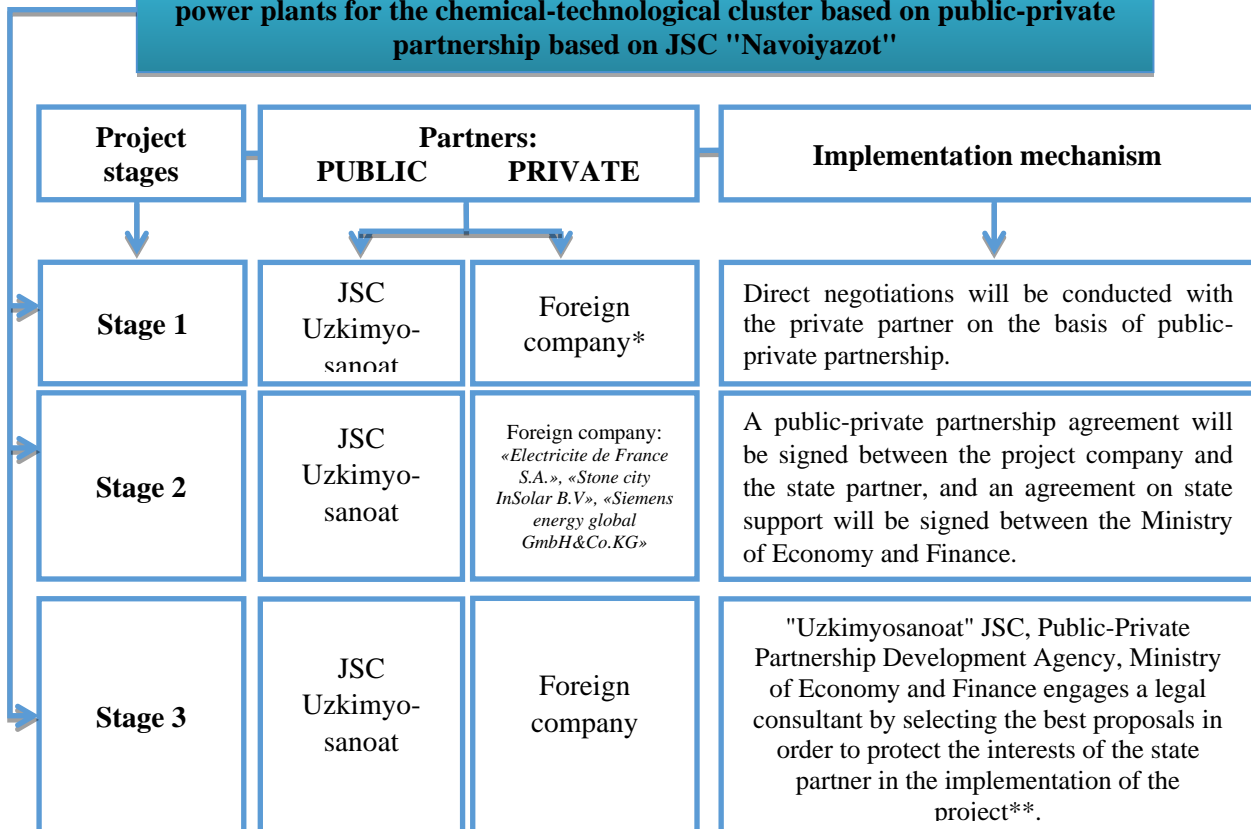 power plants for the chemical-technological cluster based on public-private
partnership based on JSC "Navoiyazot"
Project
stages
Partners:
PUBLIC PRIVATE
Implementation mechanism
Stage 1
JSC
Uzkimyo-
sanoat
Foreign
company*
Direct negotiations will be conducted with
the private partner on the basis of public-
private partnership.
Stage 2
JSC
Uzkimyo-
sanoat
Foreign company:
«Electricite de France
S.A.», «Stone city
InSolar B.V», «Siemens
energy global
GmbH&Co.KG»
A public-private partnership agreement will
be signed between the project company and
the state partner, and an agreement on state
support will be signed between the Ministry
of Economy and Finance.
Stage 3
JSC
Uzkimyo-
sanoat
Foreign
company
"Uzkimyosanoat" JSC, Public-Private
Partnership Development Agency, Ministry
of Economy and Finance engages a legal
consultant by selecting the best proposals in
order to protect the interests of the state
partner in the implementation of the
project**.